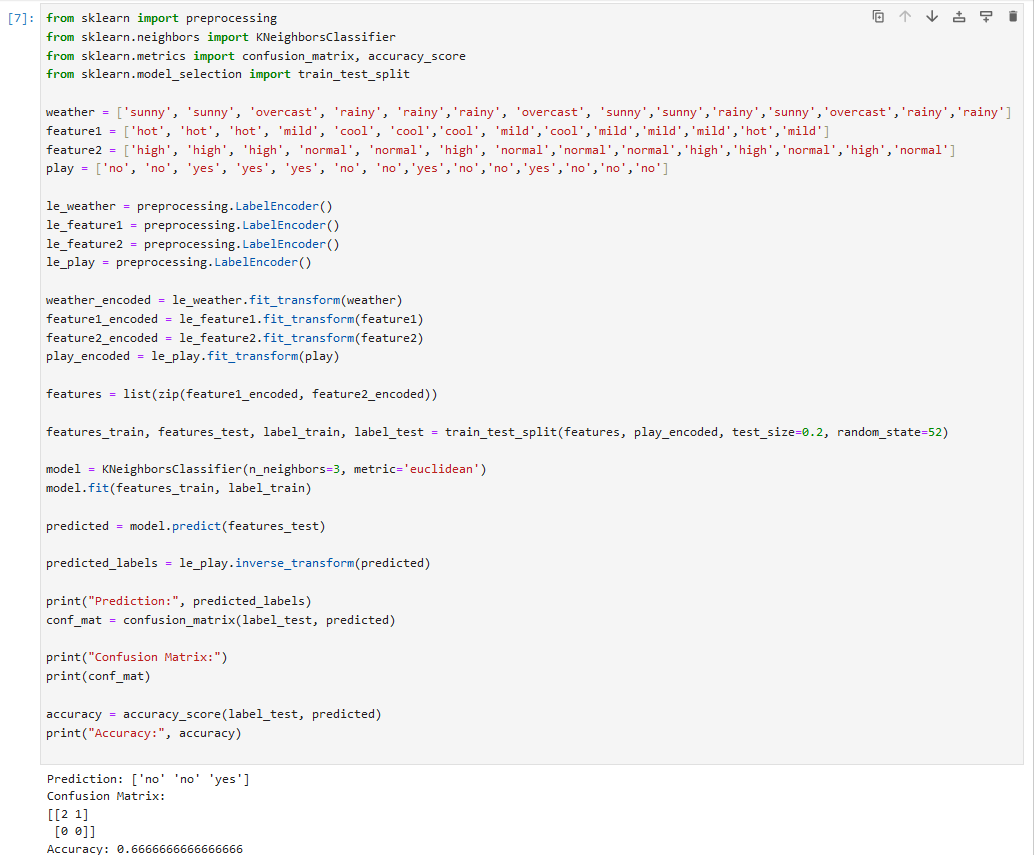 [7]:
from sklearn import preprocessing
from sklearn.neighbors import KNeighborsClassifier
from sklearn.metrics import confusion_matrix, accuracy_score
from sklearn.model_selection import train_test_split
weather = ['sunny', 'sunny', 'overcast', 'rainy', 'rainy','rainy', 'overcast', 'sunny','sunny','rainy','sunny','overcast','rainy','rainy']
feature1 = ['hot', 'hot', 'hot', 'mild', 'cool', 'cool','cool', 'mild','cool','mild','mild','mild','hot','mild']
feature2 = ['high', 'high', 'high', 'normal', 'normal', 'high', 'normal','normal','normal','high','high','normal','high','normal']
play = ['no', 'no', 'yes', 'yes', 'yes', 'no', 'no','yes','no','no','yes','no','no','no']
le_weather = preprocessing.LabelEncoder()
le_feature1 = preprocessing.LabelEncoder()
le_feature2 = preprocessing.LabelEncoder()
le_play = preprocessing.LabelEncoder()
weather_encoded = le_weather.fit_transform(weather)
feature1_encoded = le_feature1.fit_transform(feature1)
feature2_encoded = le_feature2.fit_transform(feature2)
play_encoded = le_play.fit_transform(play)
features = list(zip(feature1_encoded, feature2_encoded))
features_train, features_test, label_train, label_test = train_test_split(features, play_encoded, test_size=0.2, random_state=52)
model = KNeighborsClassifier(n_neighbors=3, metric='euclidean')
model.fit(features_train, label_train)
predicted = model.predict(features_test)
predicted_labels = le_play.inverse_transform(predicted)
print("Prediction:", predicted_labels)
conf_mat = confusion_matrix(label_test, predicted)
print("Confusion Matrix:")
print(conf_mat)
accuracy = accuracy_score(label_test, predicted)
print("Accuracy:", accuracy)
Prediction: ['no' 'no' 'yes']
Confusion Matrix:
[[2 1]
 [0 0]]
Accuracy: 0.6666666666666666